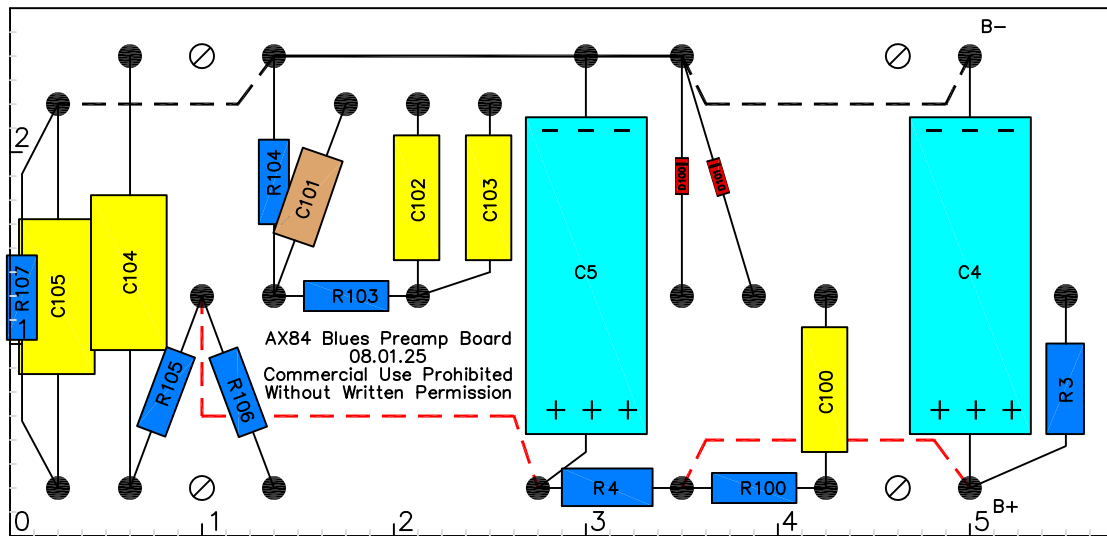 B-
2
R104
C101
C102
C103
D100
D101
R107
C105
C104
R103
C5
C4
1
AX84 Blues Preamp Board
08.01.25
Commercial Use Prohibited
Without Written Permission
R105
R106
C100
R3
R4
R100
B+
0
1
2
3
4
5